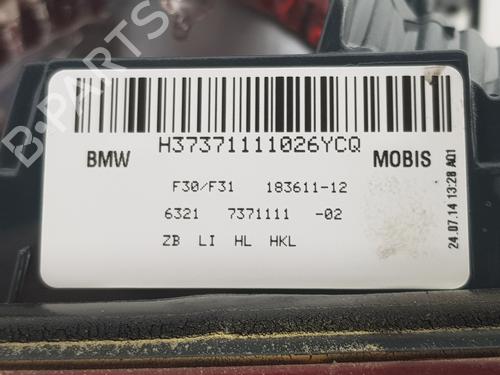 H37371111026YCQ
BMW
MOBIS
F30/F31 183611-12
6321 7371111 -02
ZB LI HL HKL
24.07.14 13:28 A01
B-PARTS